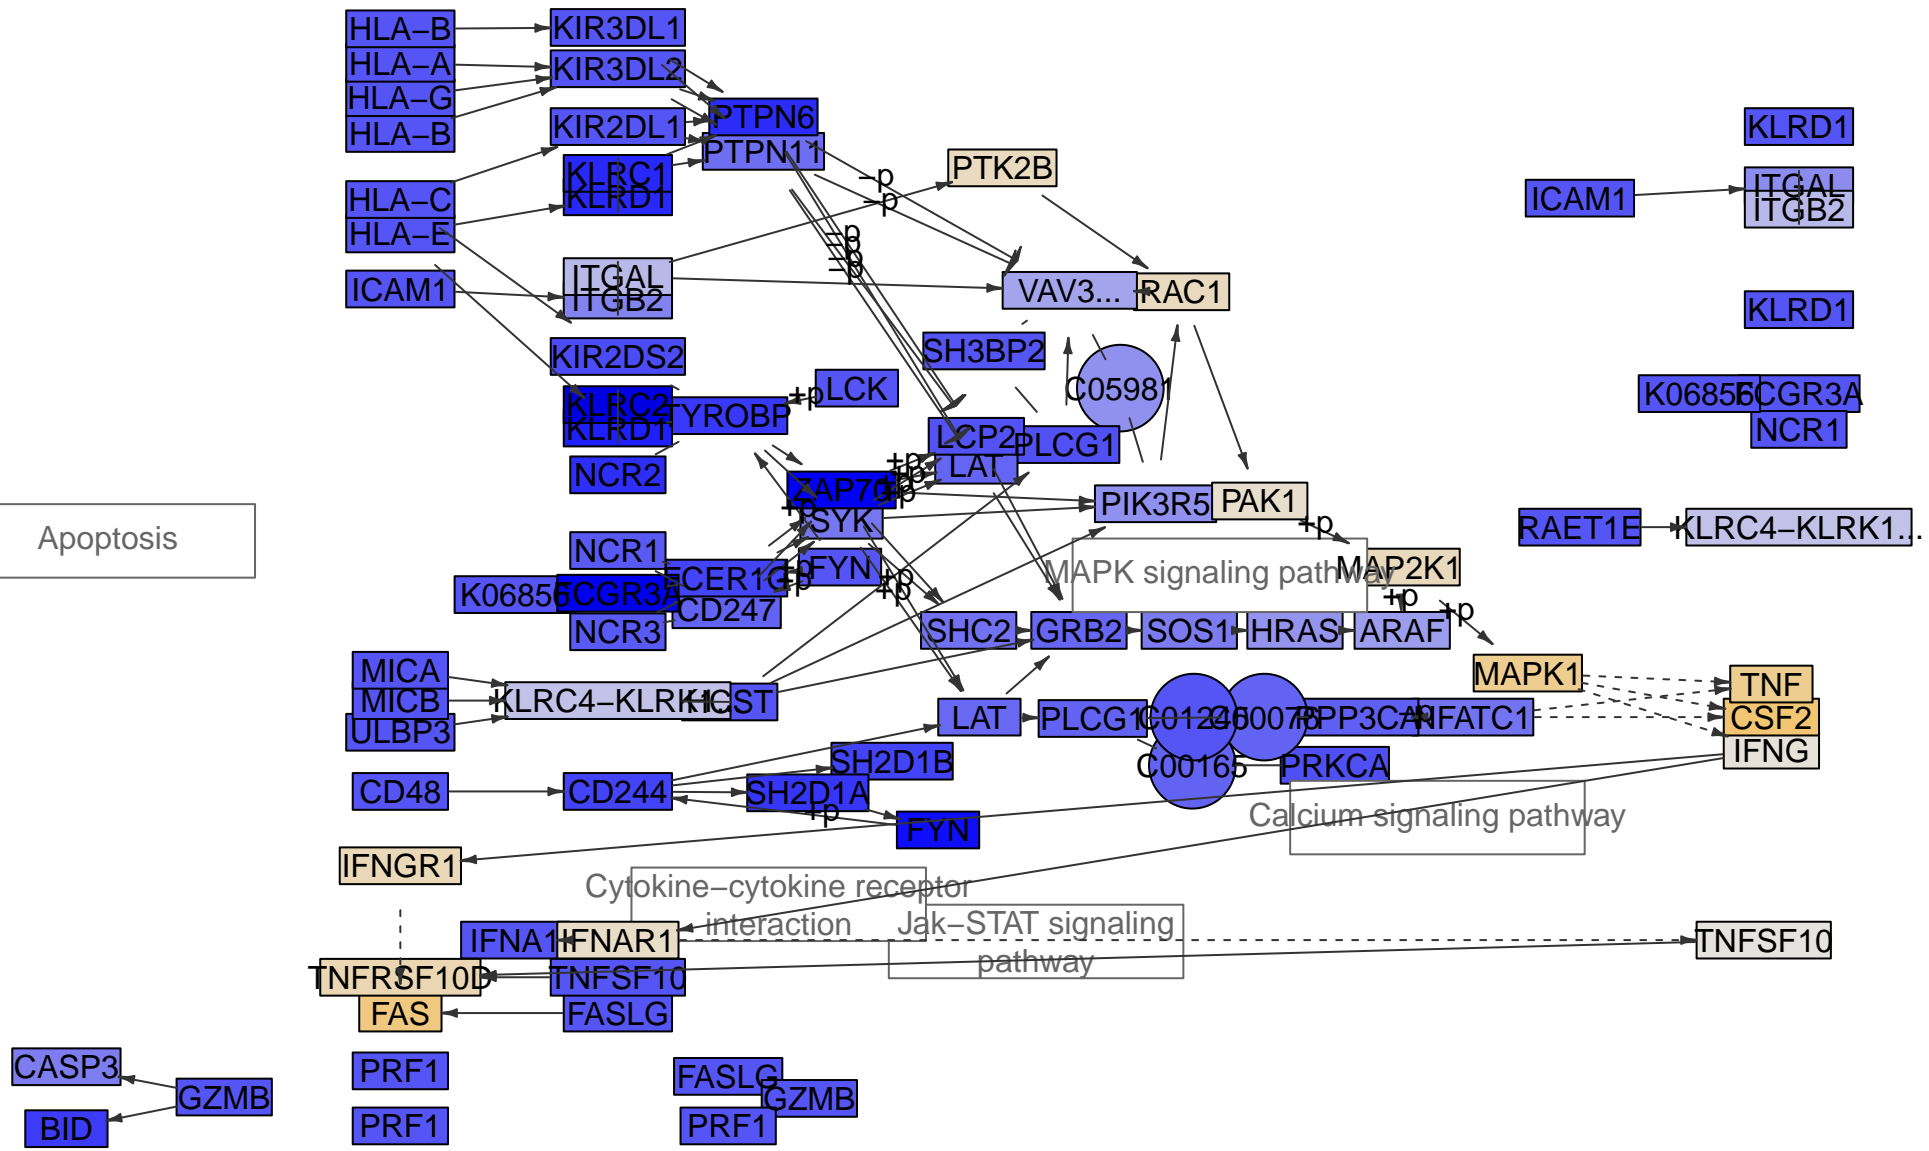 HLA−B
KIR3DL1
HLA−A
KIR3DL2
HLA−G
HLA−B
KIR2DL1
PTPN6
PTPN11
KLRC1
KLRD1
HLA−C
HLA−E
ICAM1
ITGAL
ITGB2
PTK2B
−p
−p
−p
−p
−p
−p
VAV3...
RAC1
KLRD1
ICAM1
ITGAL
ITGB2
KLRD1
K06856
FCGR3A
NCR1
RAET1E
KLRC4−KLRK1...
KIR2DS2
KLRC2
KLRD1
TYROBP
+p
LCK
NCR2
SH3BP2
C05981
LCP2
PLCG1
LAT
+p
+p
+p
+p
ZAP70
+p
SYK
PIK3R5
PAK1
+p
Apoptosis
NCR1
FCER1G
+p
+p
FYN
K06856
FCGR3A
CD247
NCR3
+p
+p
MAPK signaling pathway
MAP2K1
+p
+p
SHC2
GRB2
SOS1
HRAS
ARAF
MICA
MICB
ULBP3
KLRC4−KLRK1...
HCST
MAPK1
TNF
CSF2
IFNG
LAT
PLCG1
C01245
C00076
PPP3CA
NFATC1
C00165
PRKCA
CD48
CD244
SH2D1B
SH2D1A
+p
FYN
Calcium signaling pathway
IFNGR1
Cytokine−cytokine receptor
interaction
Jak−STAT signaling
pathway
IFNA1
IFNAR1
TNFSF10
TNFRSF10D
TNFSF10
FAS
FASLG
CASP3
GZMB
BID
PRF1
PRF1
FASLG
GZMB
PRF1